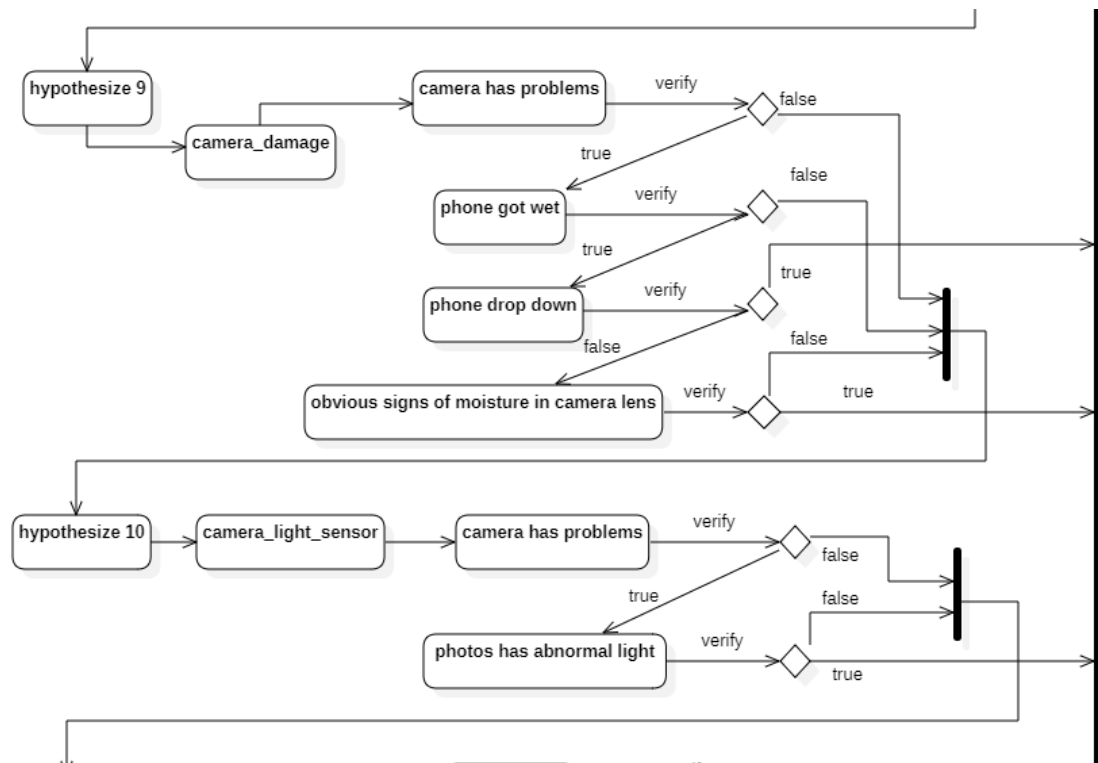 hypothesize 9
camera_damage
camera has problems
verify
false
true
phone got wet
verify
false
true
phone drop down
verify
true
false
obvious signs of moisture in camera lens
verify
false
true
hypothesize 10
camera_light_sensor
camera has problems
verify
false
true
photos has abnormal light
verify
false
true